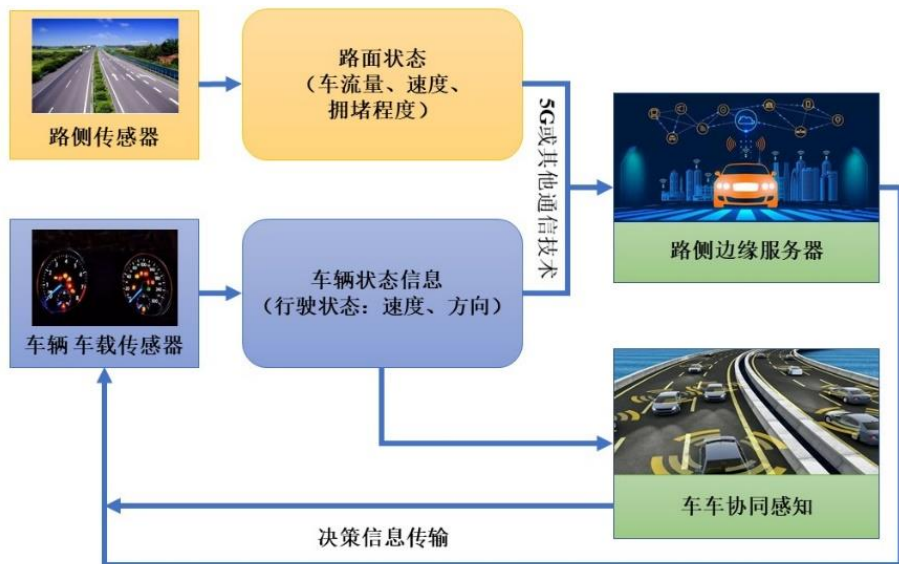 路面状态
（车流量、速度、
拥堵程度）
路侧传感器
5G或其他通信技术
路侧边缘服务器
车辆状态信息
（行驶状态：速度、方向）
车辆 车载传感器
车车协同感知
决策信息传输